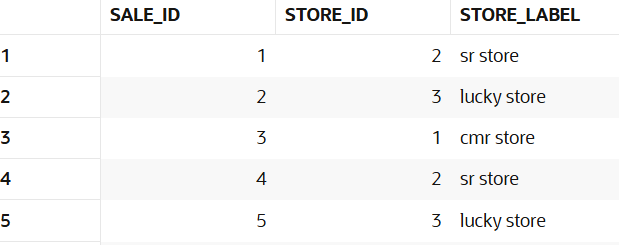 SALE_ID STORE_ID STORE_LABEL
1 1 2 sr store
2 2 3 lucky store
3 3 1 cmr store
4 4 2 sr store
5 5 3 lucky store